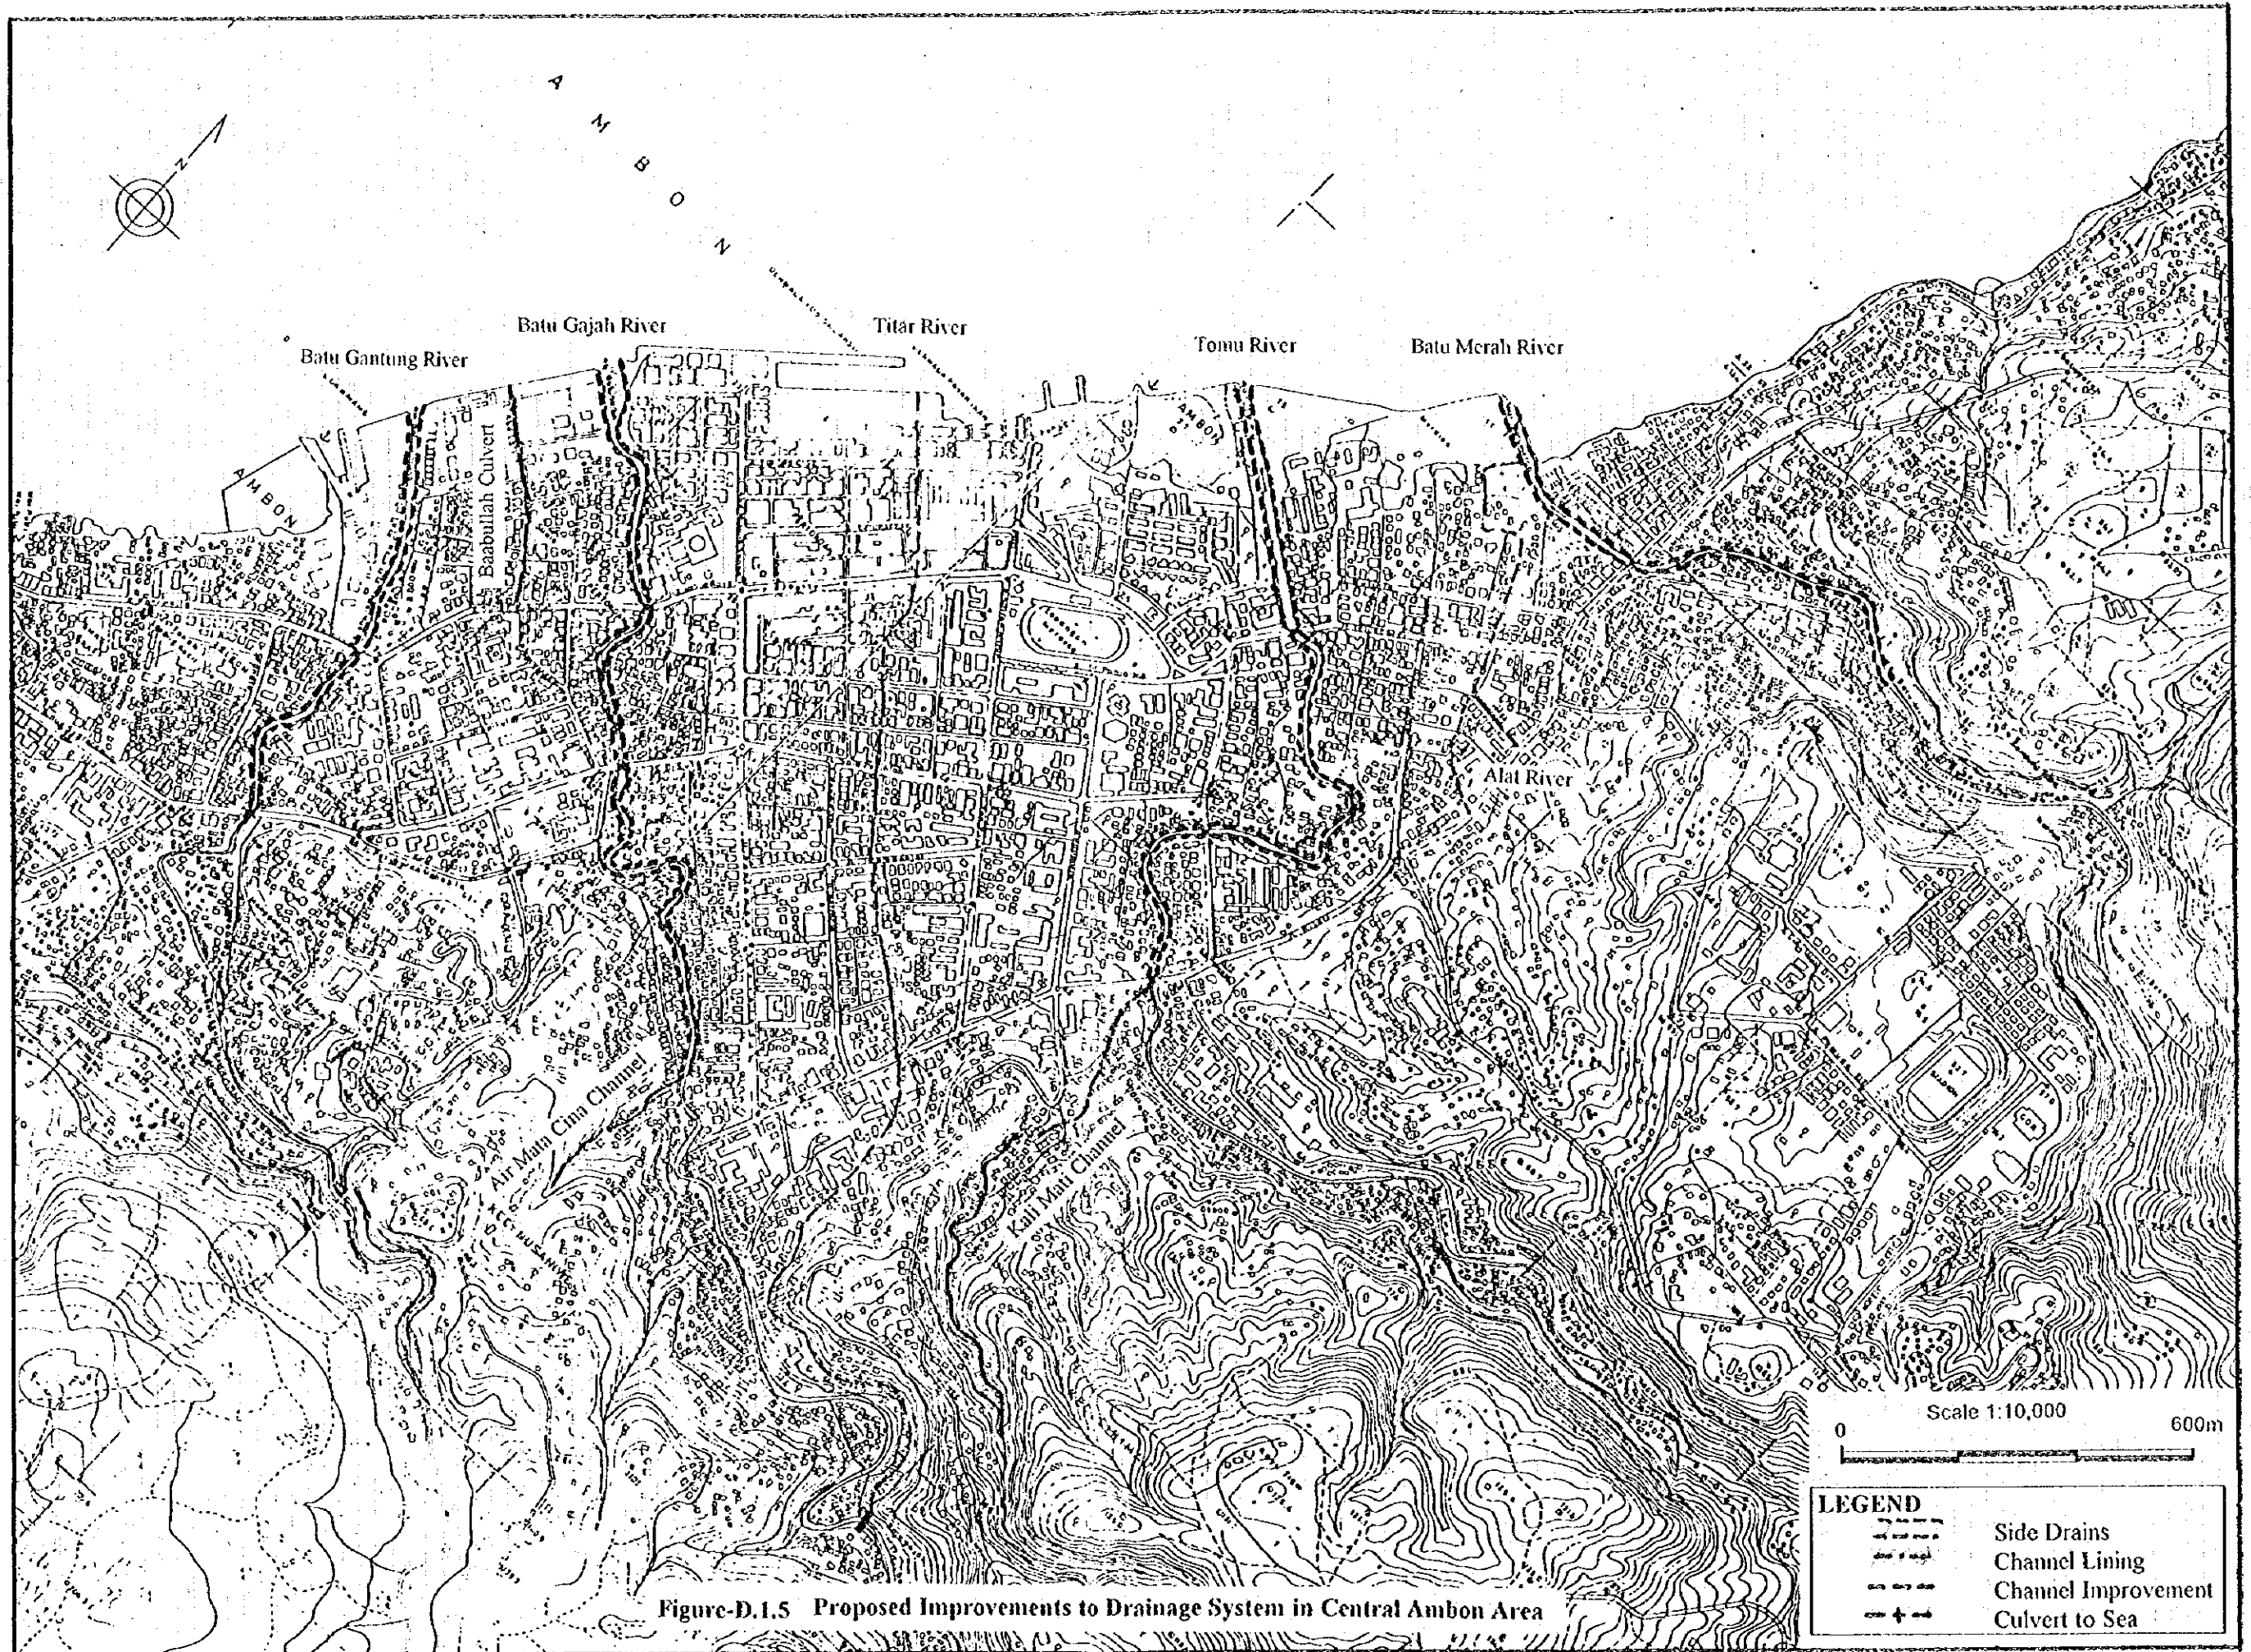 N
AMBON
Batu Gantung River
Batu Gajah River
Titar River
Tomu River
Batu Merah River
AMBON
AMBON
Baabullah Culvert
Alat River
Air Mata Cina Channel
Kali Mati Channel
Scale 1:10,000
0 600m
LEGEND
Side Drains
Channel Lining
Channel Improvement
Culvert to Sea
Figure-D.1.5 Proposed Improvements to Drainage System in Central Ambon Area